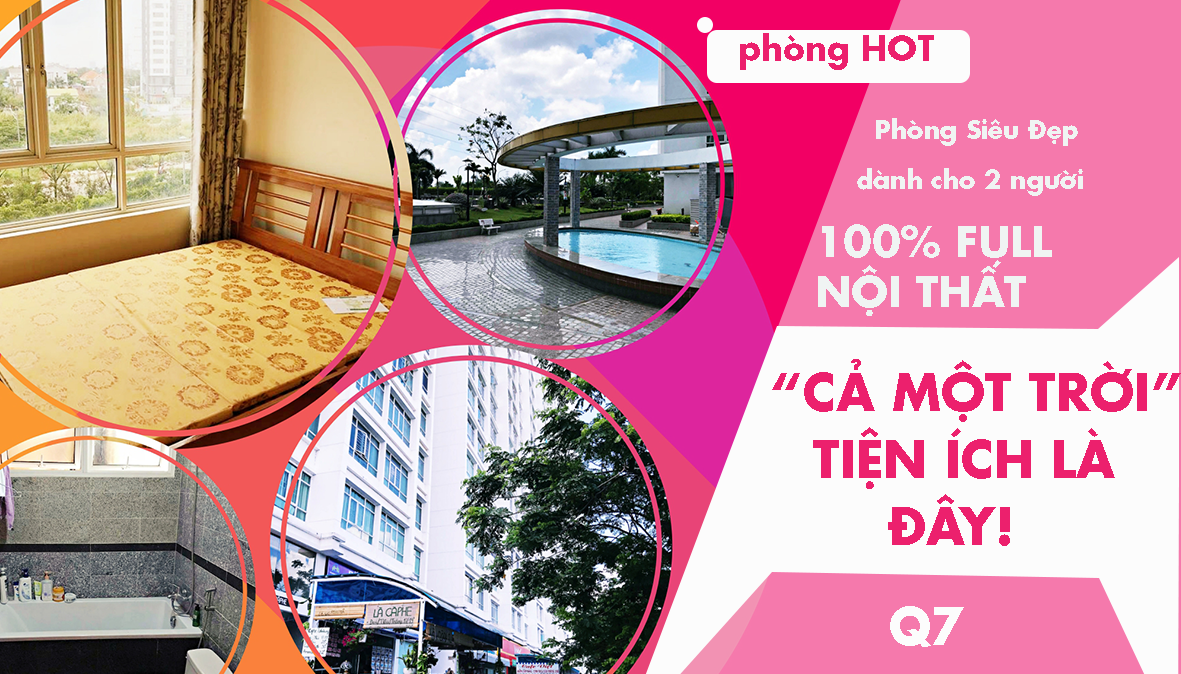 phòng HOT
Phòng Siêu Đẹp
dành cho 2 người
100% FULL
NỘI THẤT
“CẢ MỘT TRỜI”
TIỆN ÍCH LÀ
ĐÂY!
Q7
LÀ CAPHE